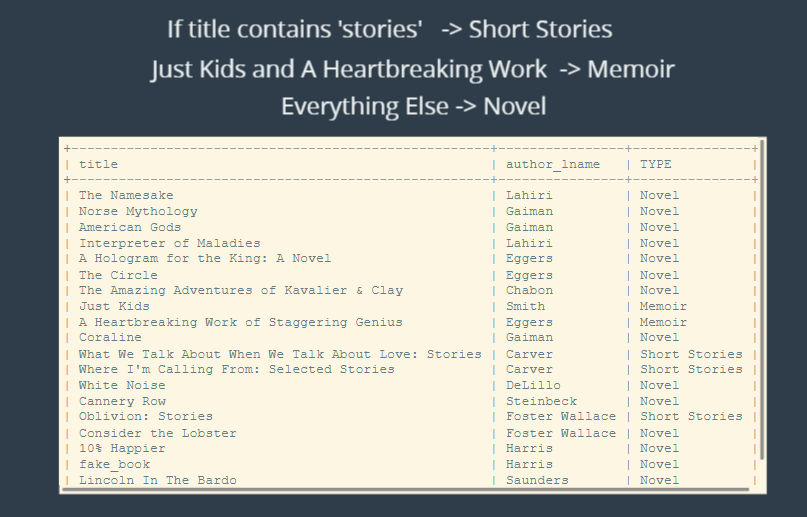 If title contains 'stories' -> Short Stories
Just Kids and A Heartbreaking Work -> Memoir
Everything Else -> Novel
+----------------------------------------------------+----------------+---------------+
| title | author_lname | TYPE |
+----------------------------------------------------+----------------+---------------+
| The Namesake | Lahiri | Novel |
| Norse Mythology | Gaiman | Novel |
| American Gods | Gaiman | Novel |
| Interpreter of Maladies | Lahiri | Novel |
| A Hologram for the King: A Novel | Eggers | Novel |
| The Circle | Eggers | Novel |
| The Amazing Adventures of Kavalier & Clay | Chabon | Novel |
| Just Kids | Smith | Memoir |
| A Heartbreaking Work of Staggering Genius | Eggers | Memoir |
| Coraline | Gaiman | Novel |
| What We Talk About When We Talk About Love: Stories | Carver | Short Stories |
| Where I'm Calling From: Selected Stories | Carver | Short Stories |
| White Noise | DeLillo | Novel |
| Cannery Row | Steinbeck | Novel |
| Oblivion: Stories | Foster Wallace | Short Stories |
| Consider the Lobster | Foster Wallace | Novel |
| 10% Happier | Harris | Novel |
| fake_book | Harris | Novel |
| Lincoln In The Bardo | Saunders | Novel |